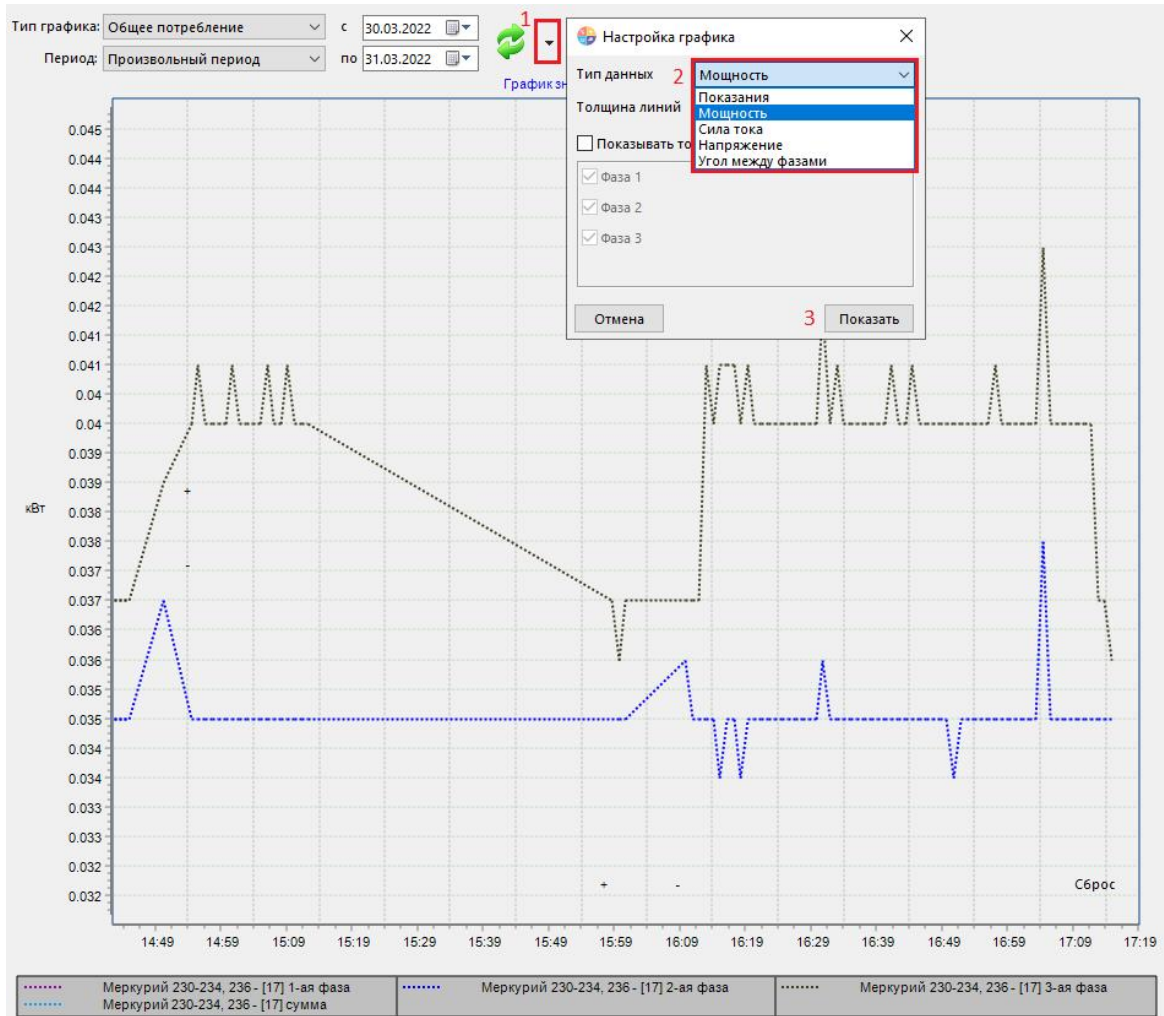 Тип графика: Общее потребление с 30.03.2022 1
Период: Произвольный период по 31.03.2022
График
Настройка графика
Тип данных 2 Мощность
Показания
Мощность
Сила тока
Напряжение
Угол между фазами
Толщина линий
Показывать
Фаза 1
Фаза 2
Фаза 3
Отмена 3 Показать
0.045
0.044
0.044
0.043
0.043
0.042
0.042
0.041
0.041
0.04
0.04
0.039
0.039
кВт
0.038
0.038
0.037
0.037
0.036
0.036
0.035
0.035
0.034
0.034
0.033
0.033
0.032
0.032
+
-
+ -
Сброс
14:49 14:59 15:09 15:19 15:29 15:39 15:49 15:59 16:09 16:19 16:29 16:39 16:49 16:59 17:09 17:19
Меркурий 230-234, 236 - [17] 1-ая фаза Меркурий 230-234, 236 - [17] 2-ая фаза Меркурий 230-234, 236 - [17] 3-ая фаза
Меркурий 230-234, 236 - [17] сумма